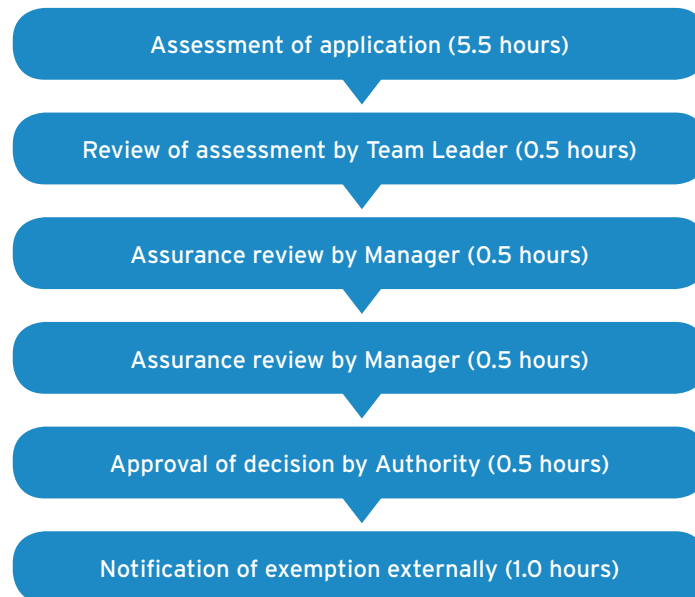 Assessment of application (5.5 hours)
Review of assessment by Team Leader (0.5 hours)
Assurance review by Manager (0.5 hours)
Assurance review by Manager (0.5 hours)
Approval of decision by Authority (0.5 hours)
Notification of exemption externally (1.0 hours)